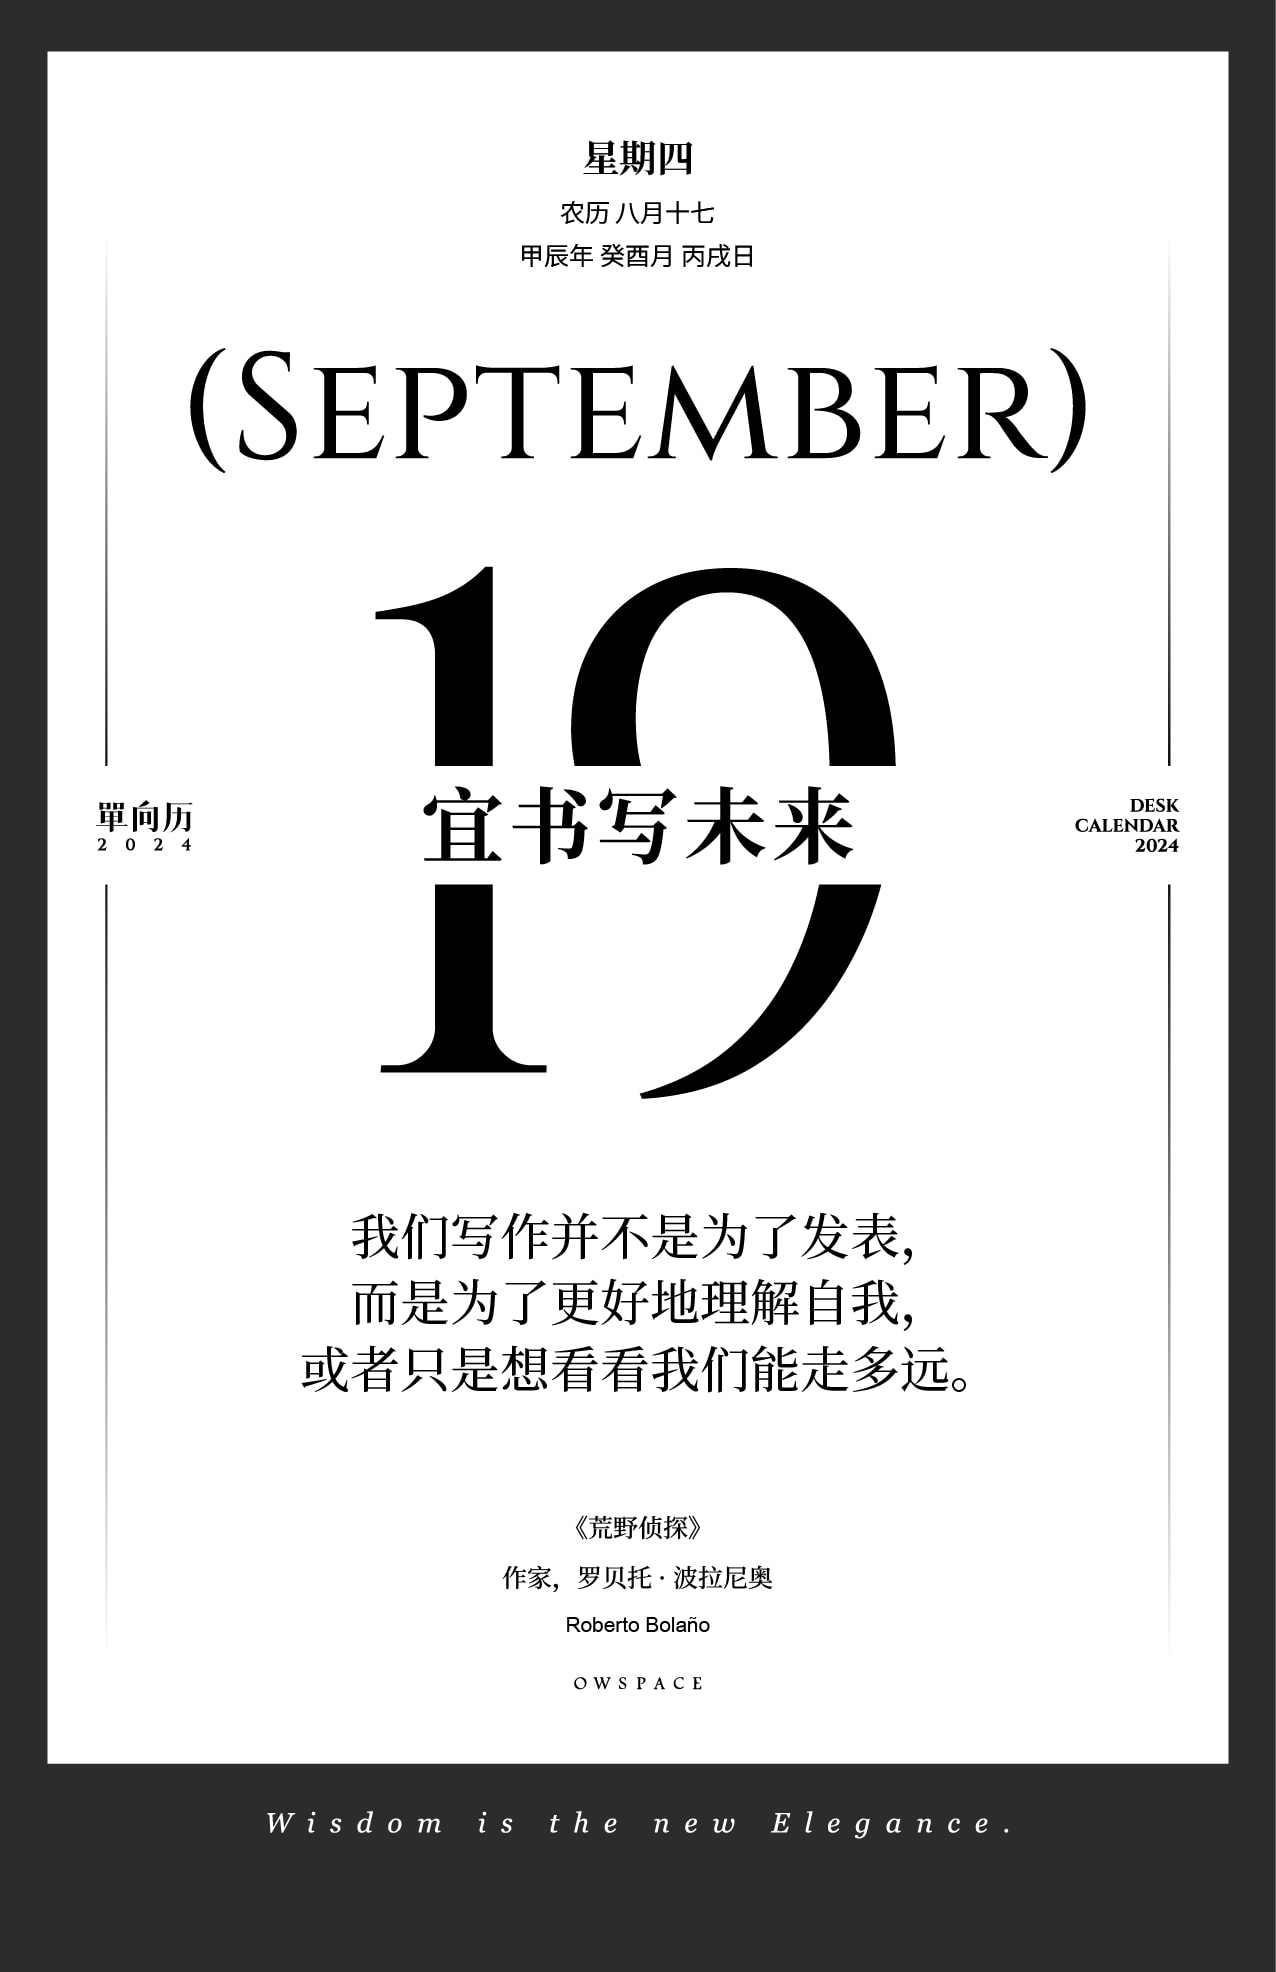 星期四
农历 八月十七
甲辰年 癸酉月 丙戌日
(SEPTEMBER)
19
單向历
2024
宜书写未来
DESK
CALENDAR
2024
我们写作并不是为了发表，
而是为了更好地理解自我，
或者只是想看看我们能走多远。
《荒野侦探》
作家，罗贝托·波拉尼奥
Roberto Bolaño
OWSPACE
Wisdom is the new Elegance.